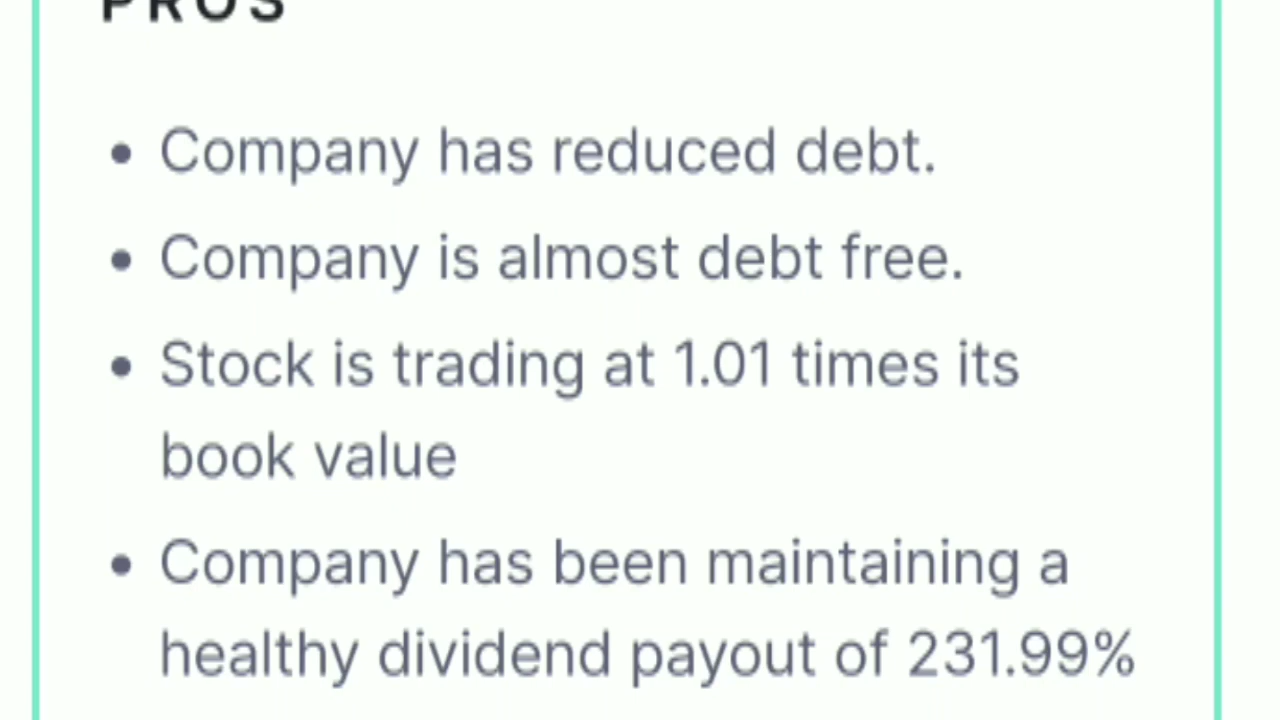 PROS
• Company has reduced debt.
• Company is almost debt free.
• Stock is trading at 1.01 times its
book value
• Company has been maintaining a
healthy dividend payout of 231.99%